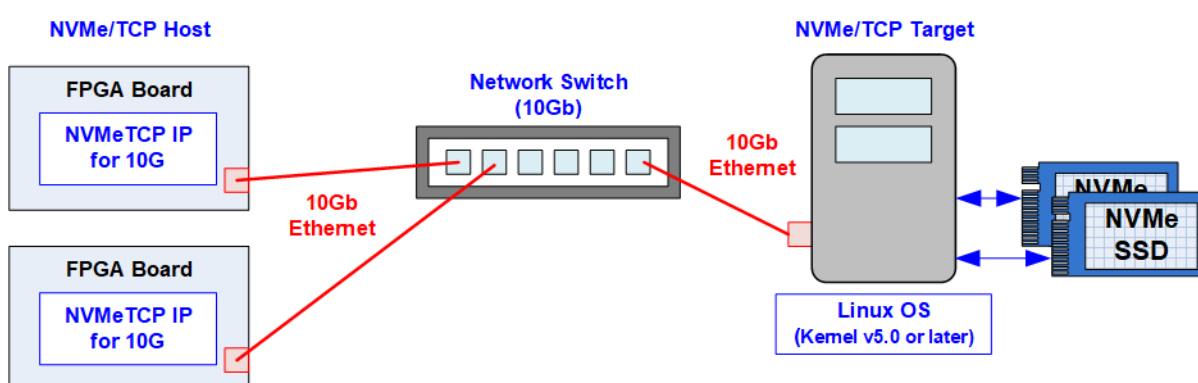 NVMe/TCP Host
FPGA Board
NVMeTCP IP
for 10G
FPGA Board
NVMeTCP IP
for 10G
10Gb
Ethernet
Network Switch
(10Gb)
10Gb
Ethernet
NVMe/TCP Target
Linux OS
(Kernel v5.0 or later)
NVMe
NVMe
SSD